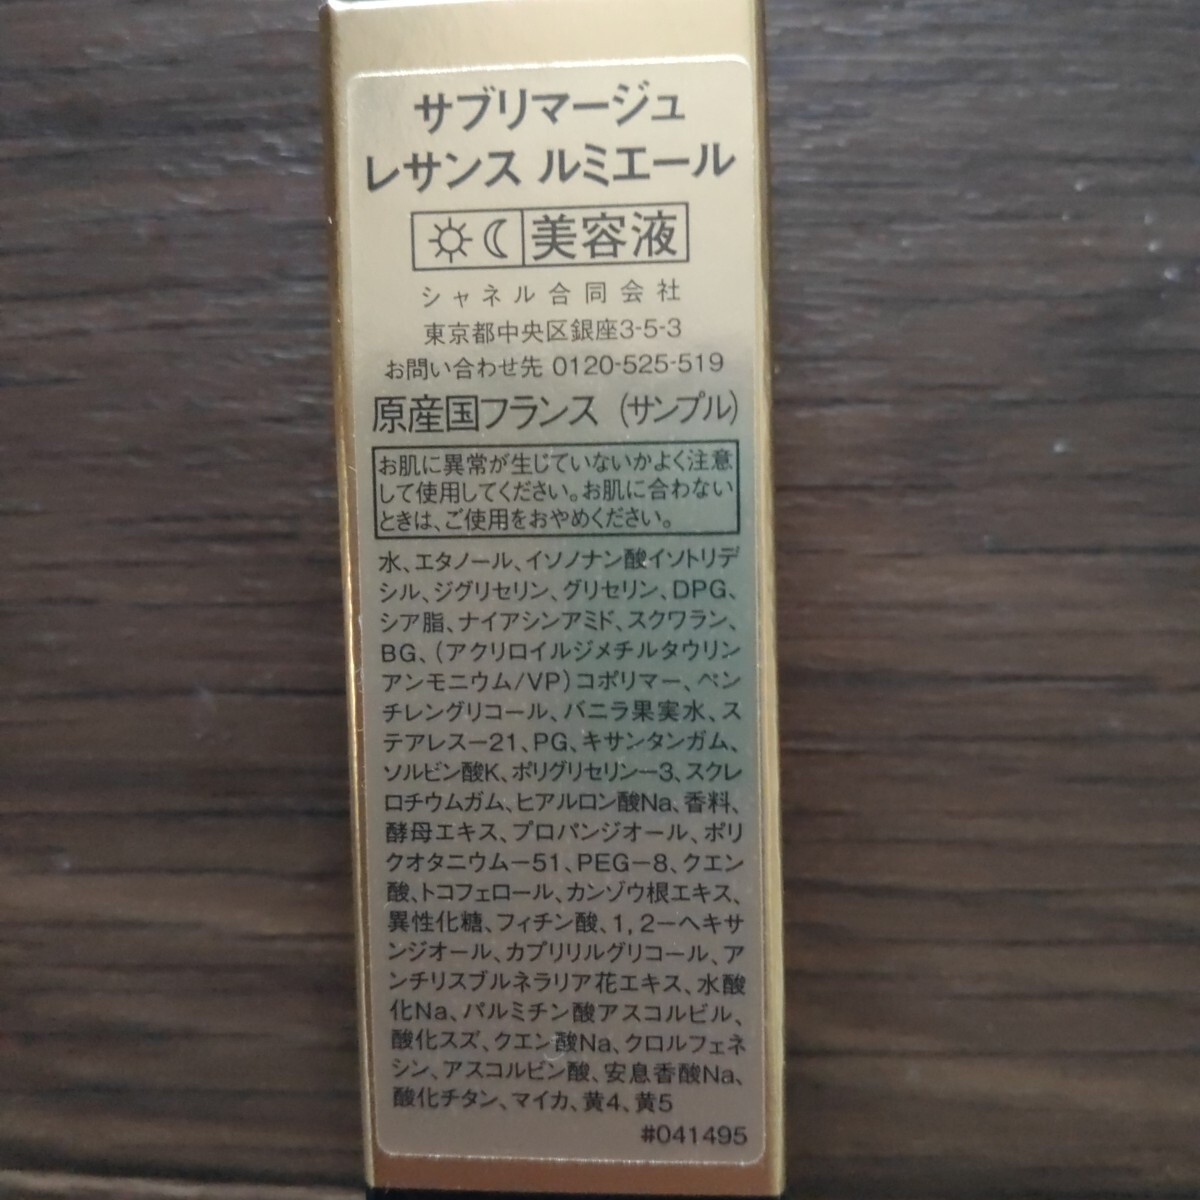 サブリマージュ
レサンス ルミエール
美容液
シャネル合同会社
東京都中央区銀座3-5-3
お問い合わせ先 0120-525-519
原産国フランス (サンプル)
お肌に異常が生じていないかよく注意
して使用してください。お肌に合わない
ときは、ご使用をおやめください。
水、エタノール、イソノナン酸イソトリデ
シル、ジグリセリン、グリセリン、DPG、
シア脂、ナイアシンアミド、スクワラン、
BG、(アクリロイルジメチルタウリン
アンモニウム/VP)コポリマー、ペン
チレングリコール、バニラ果実水、ス
テアレス-21、PG、キサンタンガム、
ソルビン酸K、ポリグリセリン-3、スクレ
ロチウムガム、ヒアルロン酸Na、香料、
酵母エキス、プロパンジオール、ポリ
クオタニウム-51、PEG-8、クエン
酸、トコフェロール、カンゾウ根エキス、
異性化糖、フィチン酸、1,2-ヘキサ
ンジオール、カプリリルグリコール、ア
ンチリスブルネラリア花エキス、水酸
化Na、パルミチン酸アスコルビル、
酸化スズ、クエン酸Na、クロルフェネ
シン、アスコルビン酸、安息香酸Na、
酸化チタン、マイカ、黄4、黄5
#041495